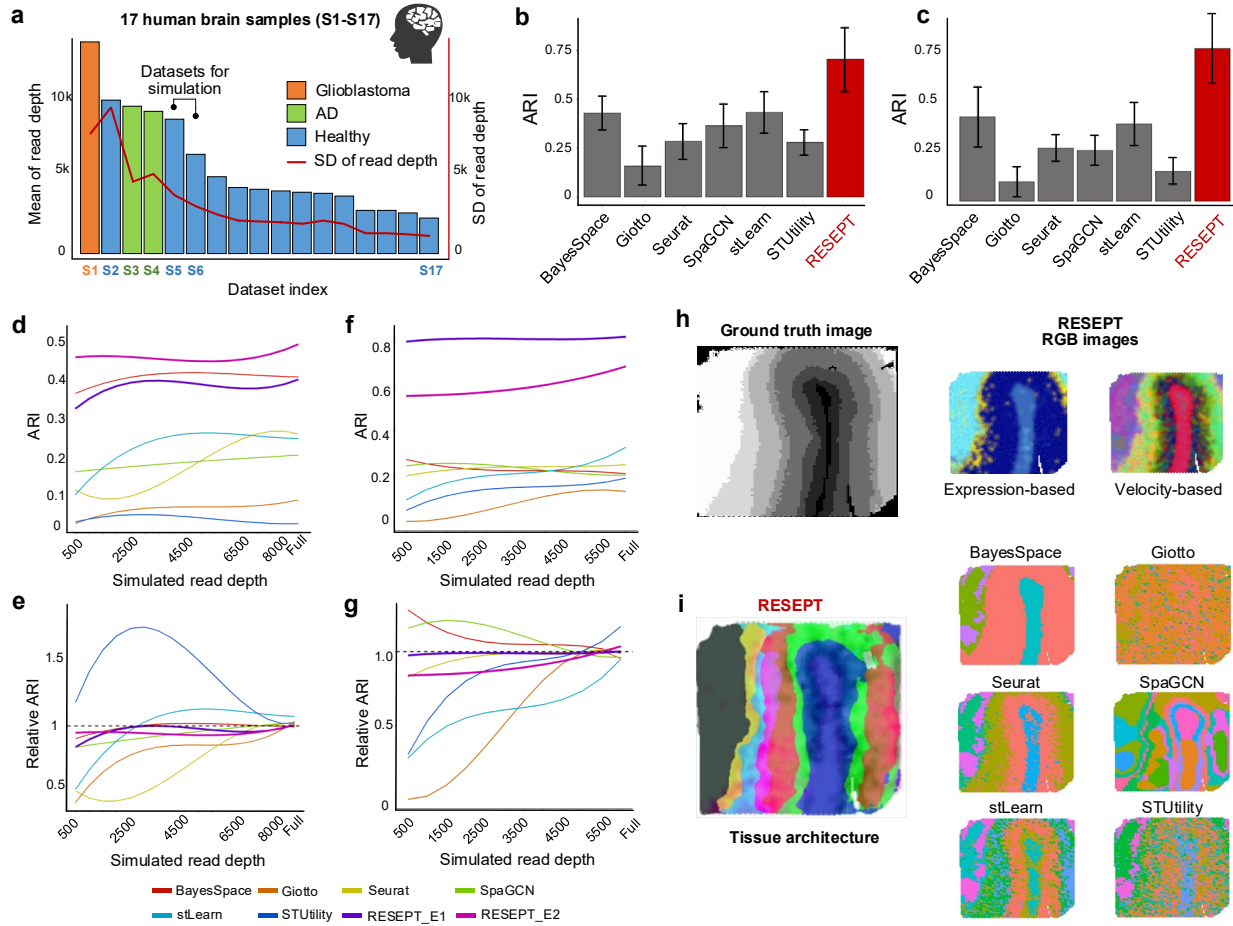 a
17 human brain samples (S1-S17)
Mean of read depth
10k
5k
0
Datasets for
simulation
Glioblastoma
AD
Healthy
SD of read depth
10k
5k
0
SD of read depth
S1
S2
S3
S4
S5
S6
S17
Dataset index
b
ARI
0.75
0.5
0.25
0
BayesSpace
Giotto
Seurat
SpaGCN
stLearn
STUtility
RESEPT
c
ARI
0.75
0.5
0.25
0
BayesSpace
Giotto
Seurat
SpaGCN
stLearn
STUtility
RESEPT
d
ARI
0.5
0.4
0.3
0.2
0.1
0
500
2500
4500
6500
8000
Full
Simulated read depth
f
ARI
0.8
0.6
0.4
0.2
0
500
1500
3500
4500
5500
Full
Simulated read depth
e
Relative ARI
1.5
1
0.5
500
2500
4500
6500
8000
Full
Simulated read depth
g
Relative ARI
1.0
0
500
1500
3500
4500
5500
Full
Simulated read depth
BayesSpace
Giotto
Seurat
SpaGCN
stLearn
STUtility
RESEPT_E1
RESEPT_E2
h
Ground truth image
RESEPT
RGB images
Expression-based
Velocity-based
i
RESEPT
Tissue architecture
BayesSpace
Giotto
Seurat
SpaGCN
stLearn
STUtility